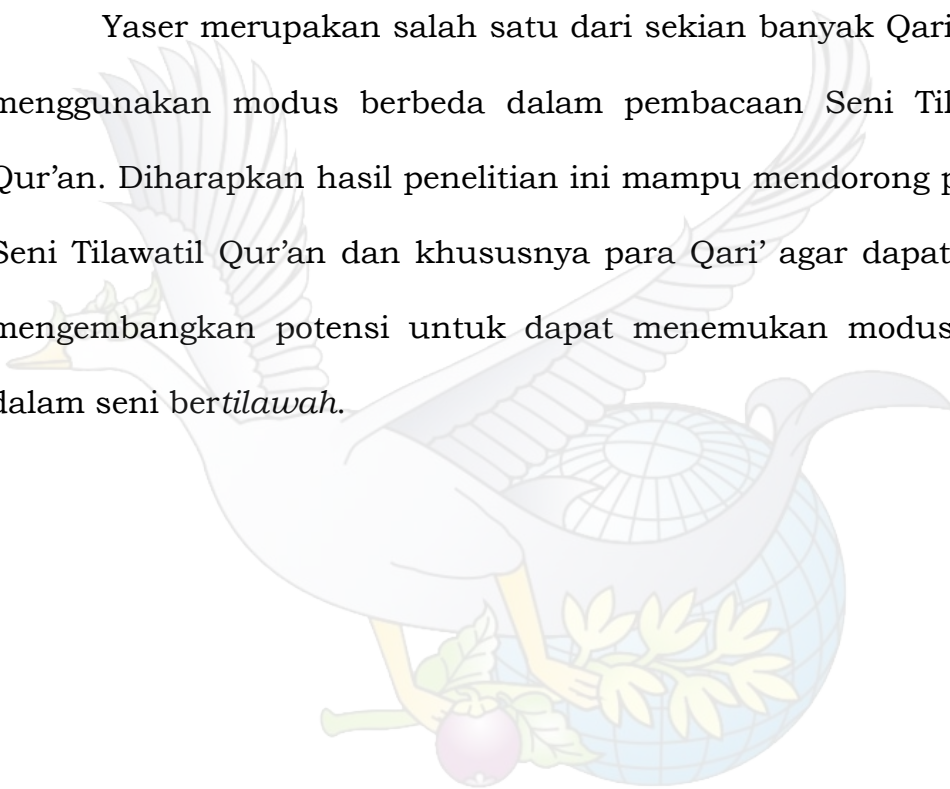 Yaser merupakan salah satu dari sekian banyak Qari
menggunakan modus berbeda dalam pembacaan Seni Til
Qur’an. Diharapkan hasil penelitian ini mampu mendorong p
Seni Tilawatil Qur’an dan khususnya para Qari’ agar dapat
mengembangkan potensi untuk dapat menemukan modus
dalam seni bertilawah.